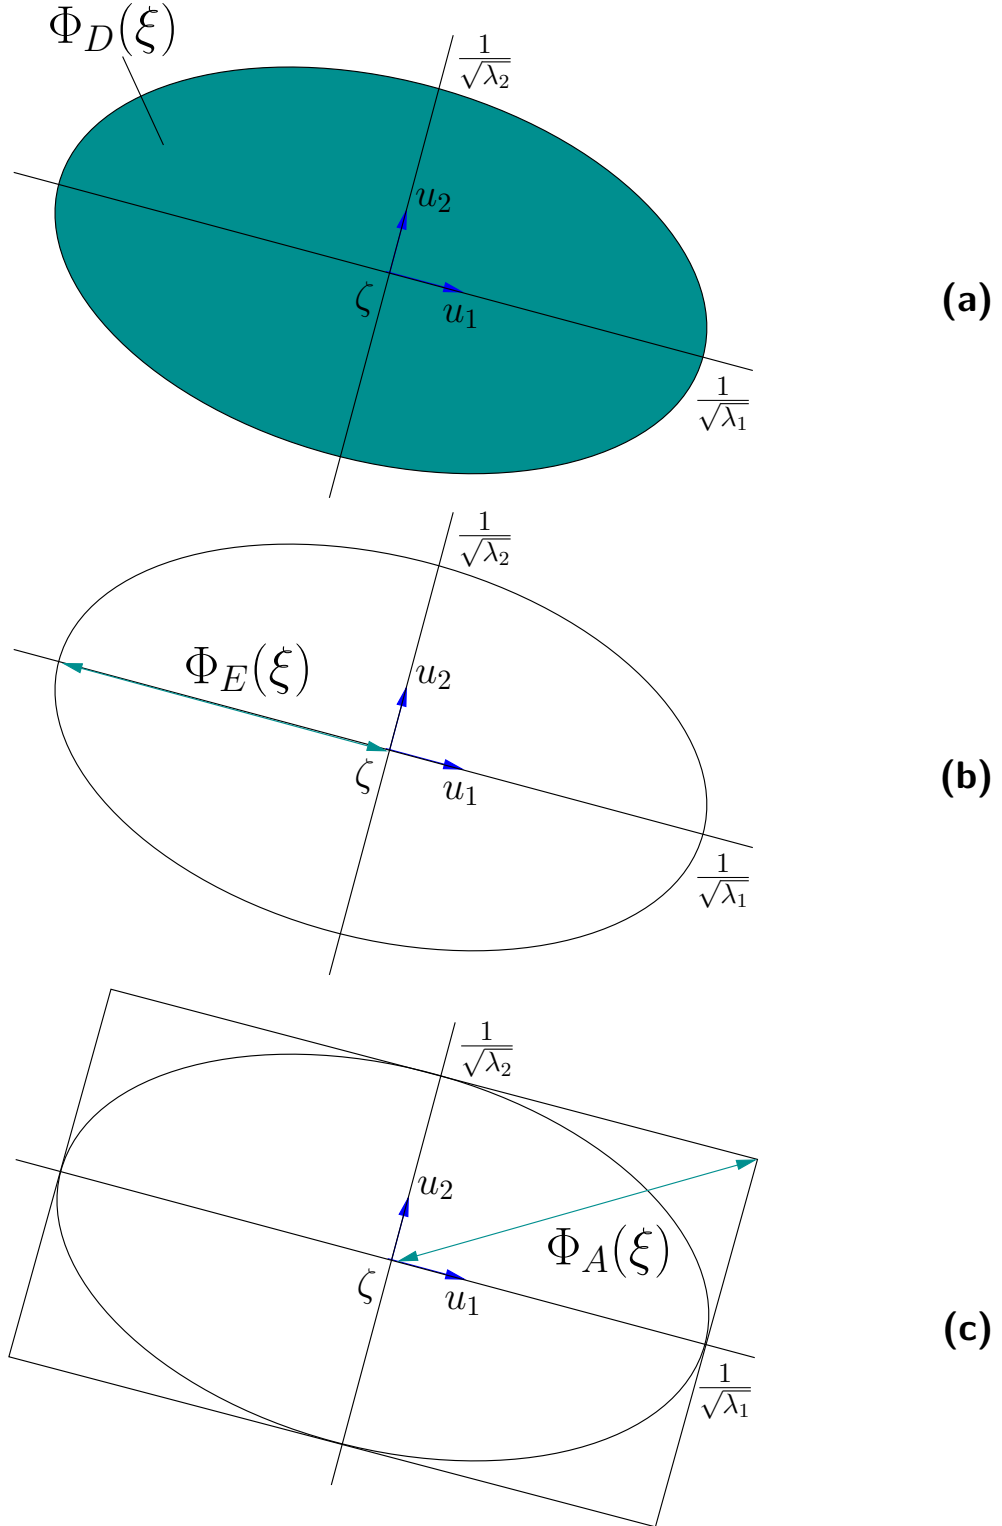 Φ_D(ξ)
1/√λ₂
u₂
ζ
u₁
(a)
1/√λ₁
1/√λ₂
Φ_E(ξ)
u₂
ζ
u₁
(b)
1/√λ₁
1/√λ₂
u₂
Φ_A(ξ)
ζ
u₁
(c)
1/√λ₁